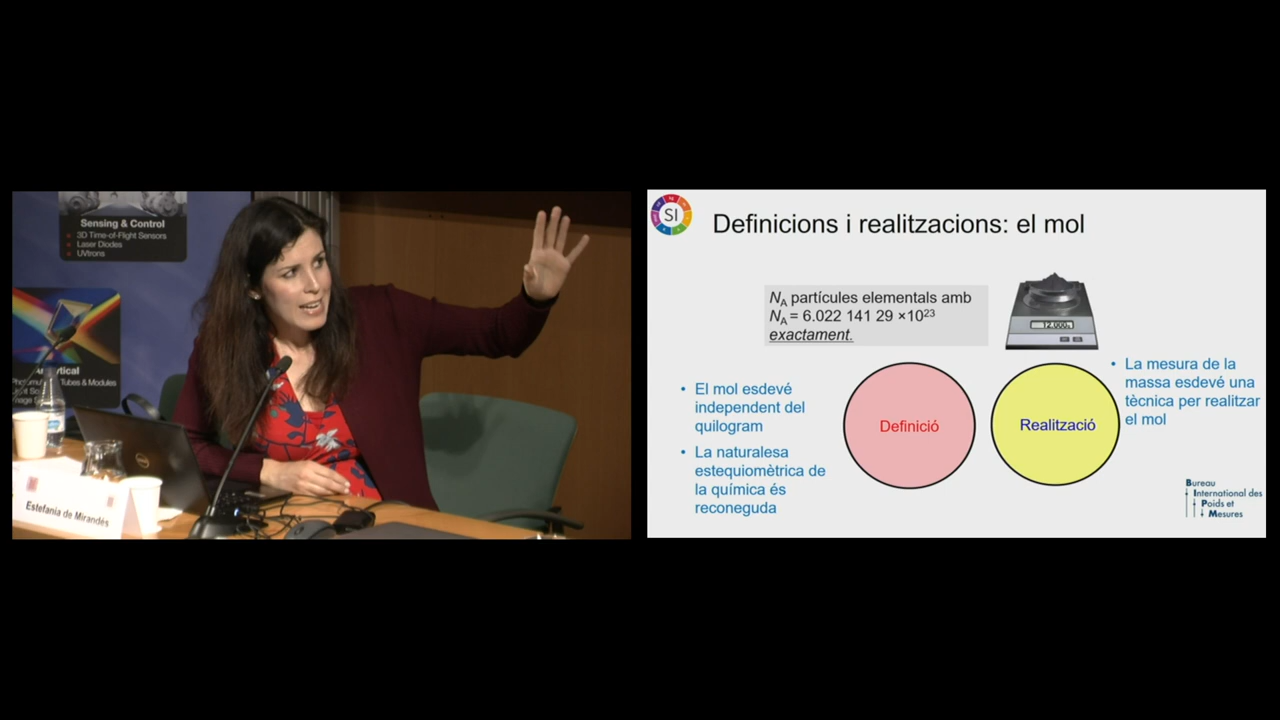 Sensing & Control
3D Time-of-Flight Sensors
Laser Diodes
UVtrons
Tubes & Modules
Estefania de Mirandés
SI
Definicions i realitzacions: el mol
NA partícules elementals amb
NA = 6.022 141 29 ×10²³
exactament.
12.000
• El mol esdevé
independent del
quilogram
• La naturalesa
estequiomètrica de
la química és
reconeguda
Definició
Realització
• La mesura de la
massa esdevé una
tècnica per realitzar
el mol
Bureau
International des
Poids et
Mesures